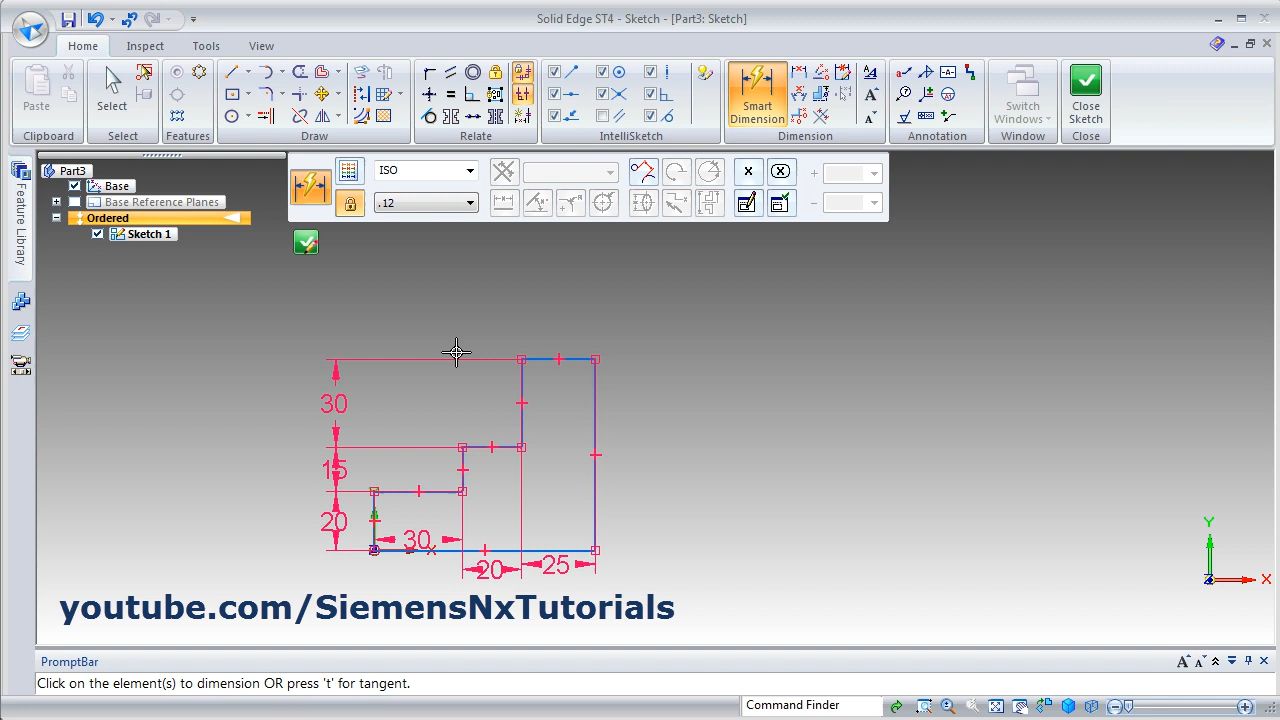 Solid Edge ST4 - Sketch - [Part3: Sketch]
Home Inspect Tools View
Paste Select Smart Dimension Switch Windows Close Sketch
Clipboard Select Features Draw Relate IntelliSketch Dimension Annotation Window Close
Feature Library
Part3
Base
Base Reference Planes
Ordered
Sketch 1
ISO
.12
30
15
20
30
20
25
Y
X
x
youtube.com/SiemensNxTutorials
PromptBar
Click on the element(s) to dimension OR press 't' for tangent.
Command Finder